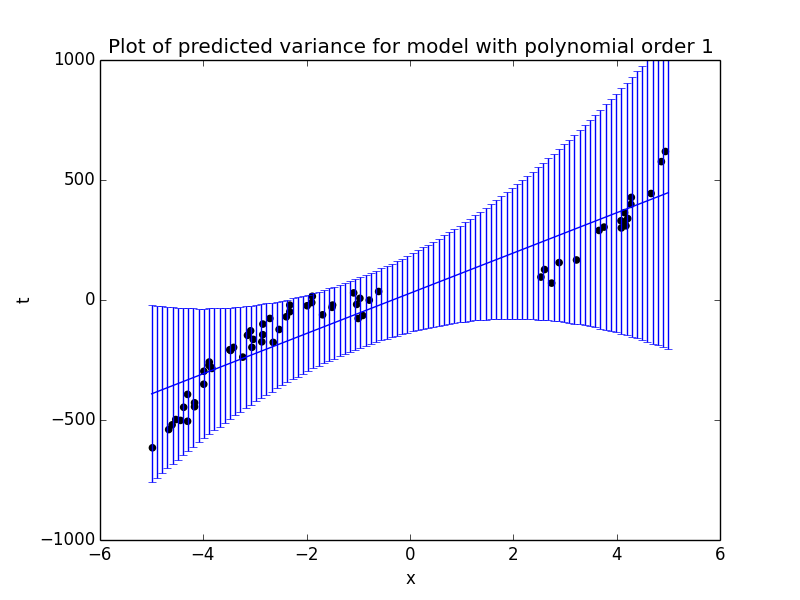 Plot of predicted variance for model with polynomial order 1
1000
500
0
−500
−1000
t
−6 −4 −2 0 2 4 6
x